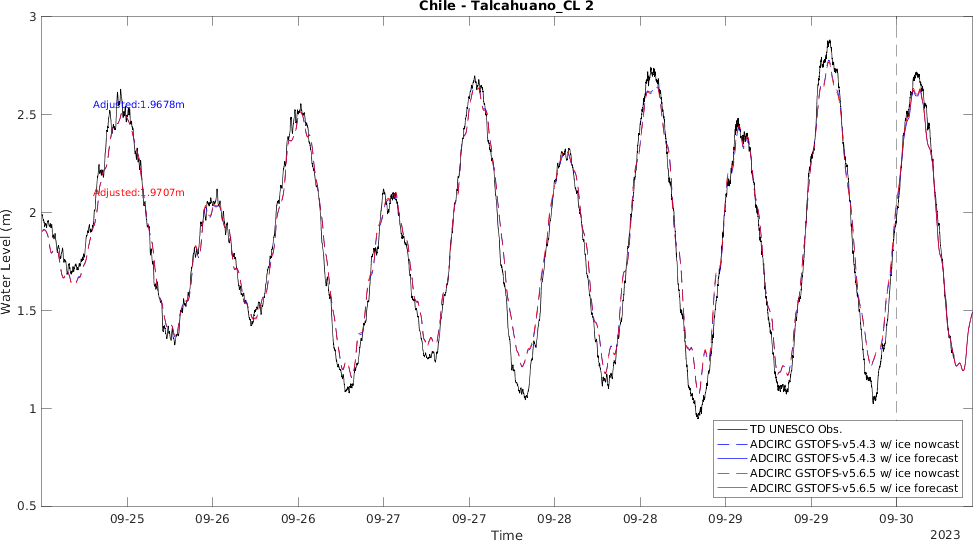 Chile - Talcahuano_CL 2
3
2.5
2
1.5
1
0.5
Water Level (m)
Adjusted:1.9678m
Adjusted:1.9707m
TD UNESCO Obs.
ADCIRC GSTOFS-v5.4.3 w/ ice nowcast
ADCIRC GSTOFS-v5.4.3 w/ ice forecast
ADCIRC GSTOFS-v5.6.5 w/ ice nowcast
ADCIRC GSTOFS-v5.6.5 w/ ice forecast
09-25 09-26 09-26 09-27 09-27 09-28 09-28 09-29 09-29 09-30
Time
2023